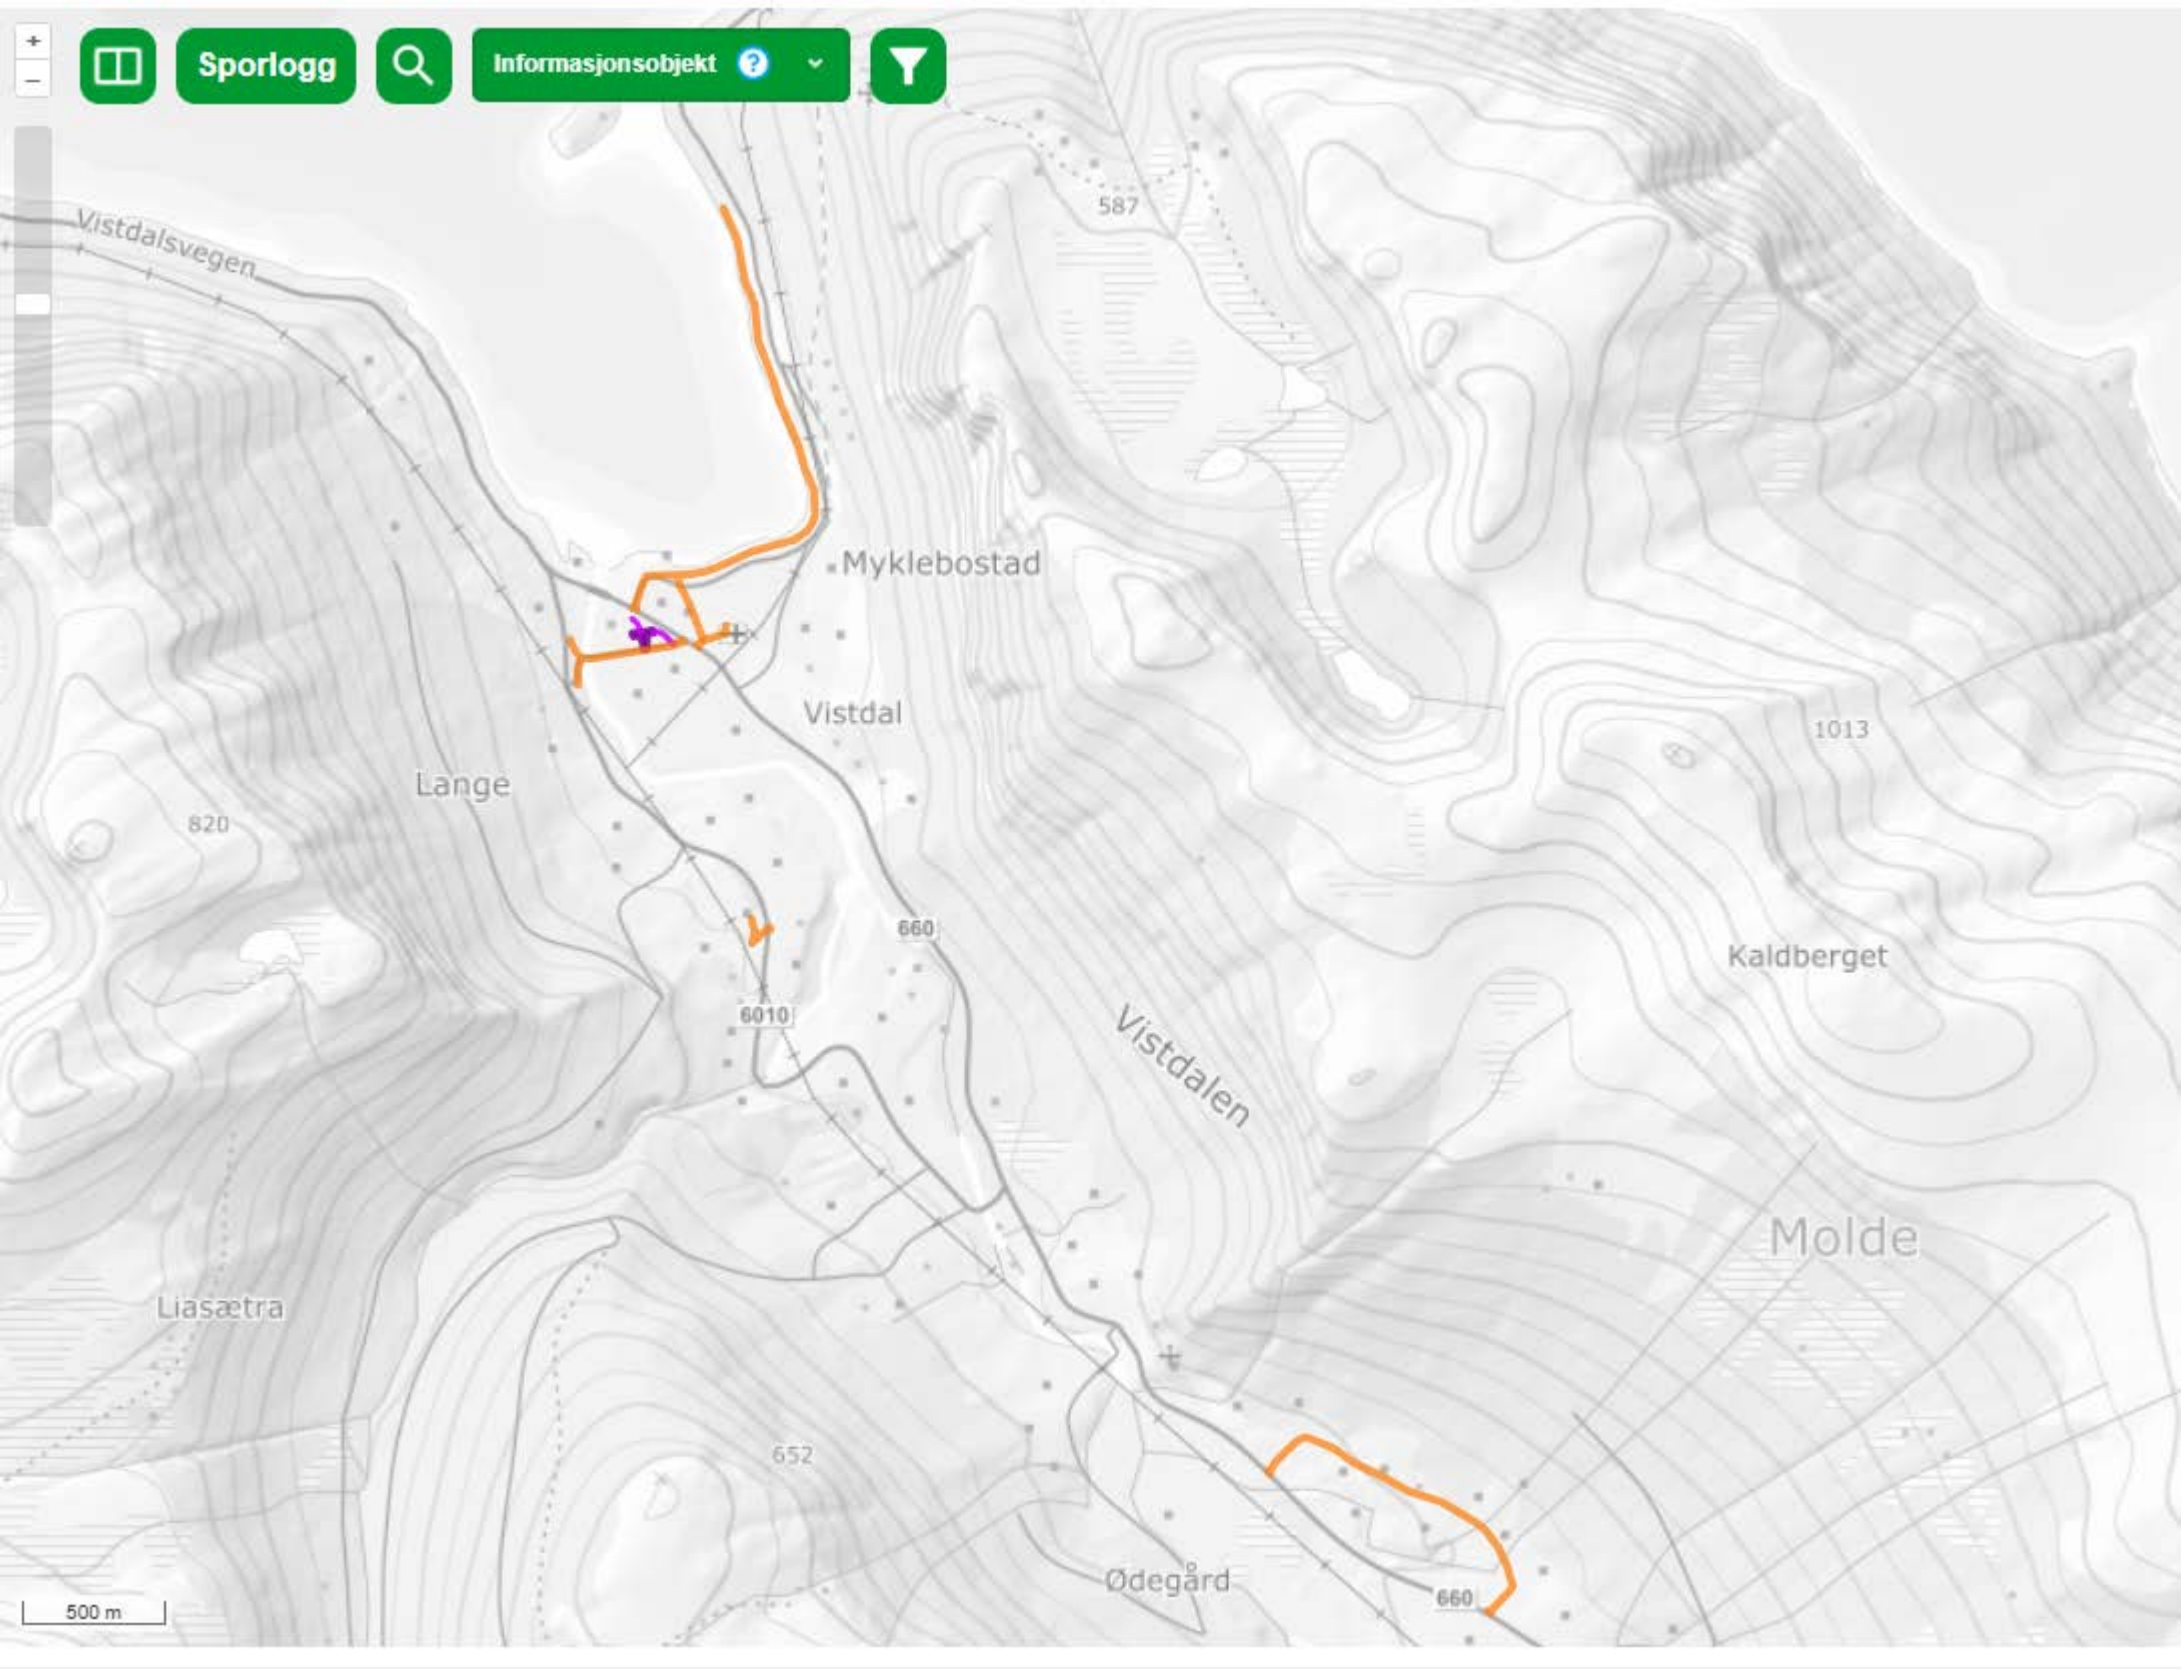 +
−
Sporlogg
Informasjonsobjekt ?
Vistdalsvegen
587
Myklebostad
Vistdal
1013
Lange
820
660
Kaldberget
6010
Vistdalen
Molde
Liasætra
652
Ødegård
660
500 m